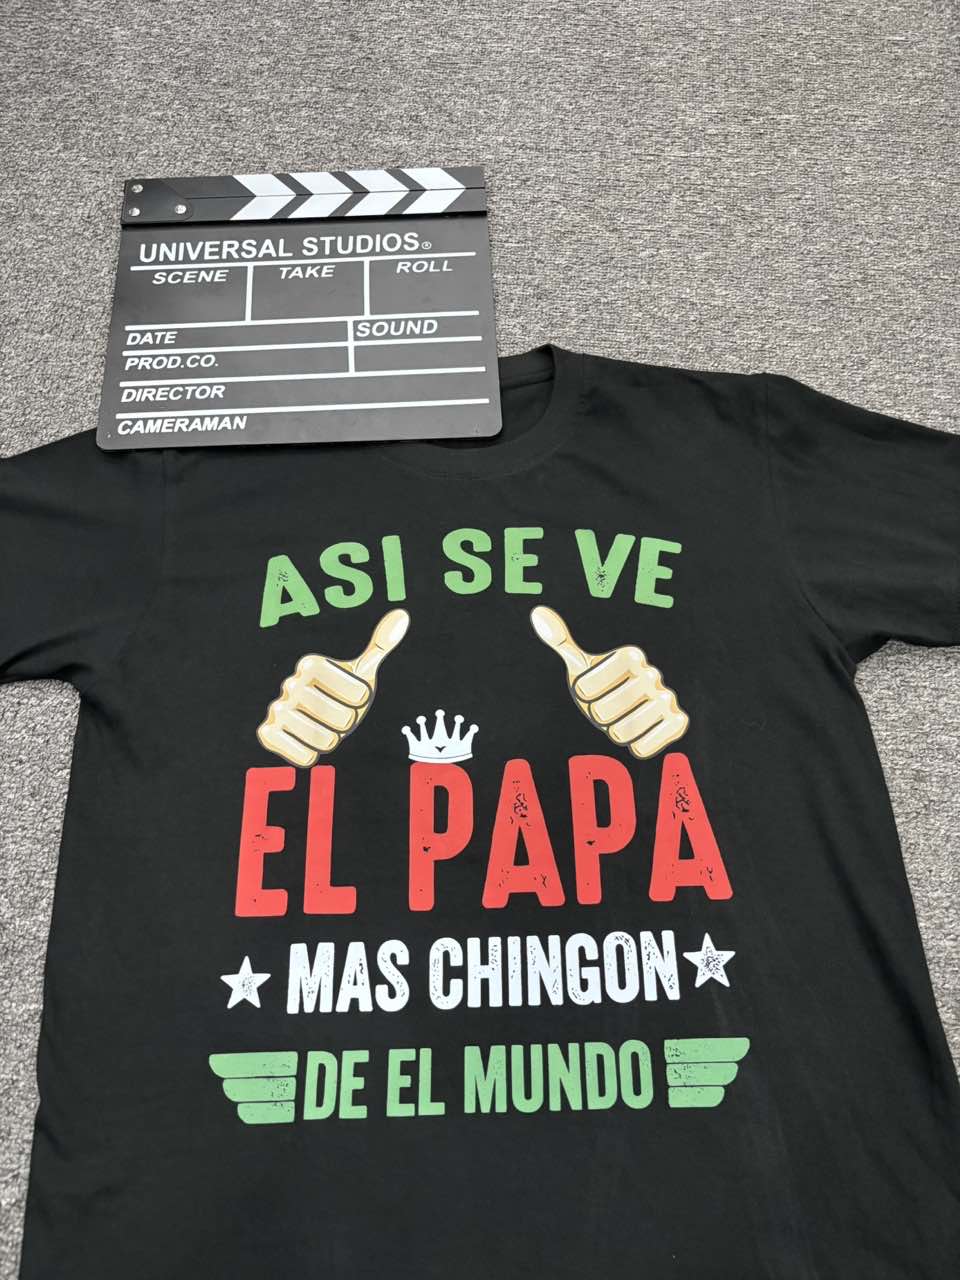 UNIVERSAL STUDIOS®
SCENE TAKE ROLL
DATE SOUND
PROD.CO.
DIRECTOR
CAMERAMAN
ASI SE VE
EL PAPA
MAS CHINGON
DE EL MUNDO